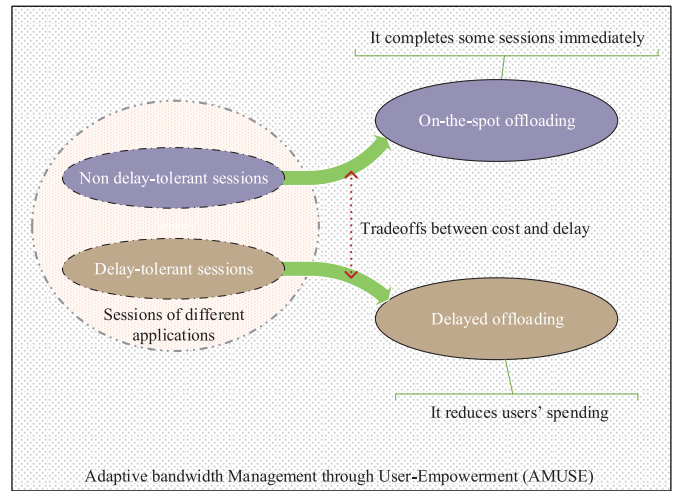 It completes some sessions immediately
On-the-spot offloading
Non delay-tolerant sessions
Tradeoffs between cost and delay
Delay-tolerant sessions
Sessions of different
applications
Delayed offloading
It reduces users’ spending
Adaptive bandwidth Management through User-Empowerment (AMUSE)